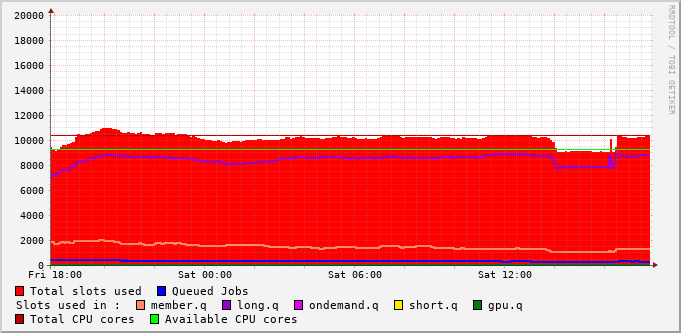 20000
18000
16000
14000
12000
10000
8000
6000
4000
2000
0
Fri 18:00 Sat 00:00 Sat 06:00 Sat 12:00
Total slots used Queued Jobs
Slots used in : member.q long.q ondemand.q short.q gpu.q
Total CPU cores Available CPU cores
RRDTOOL / TOBI OETIKER